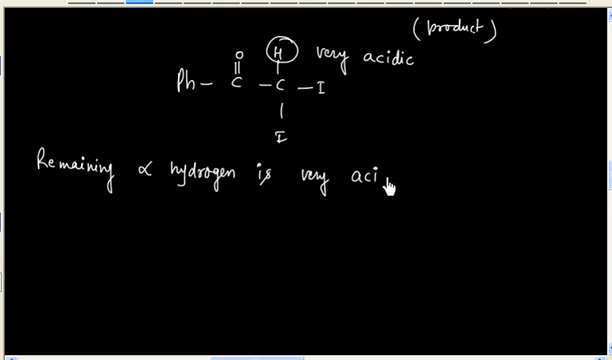 (product)
O H very acidic
||
Ph- C -C -I
|
I
Remaining α hydrogen is very aci